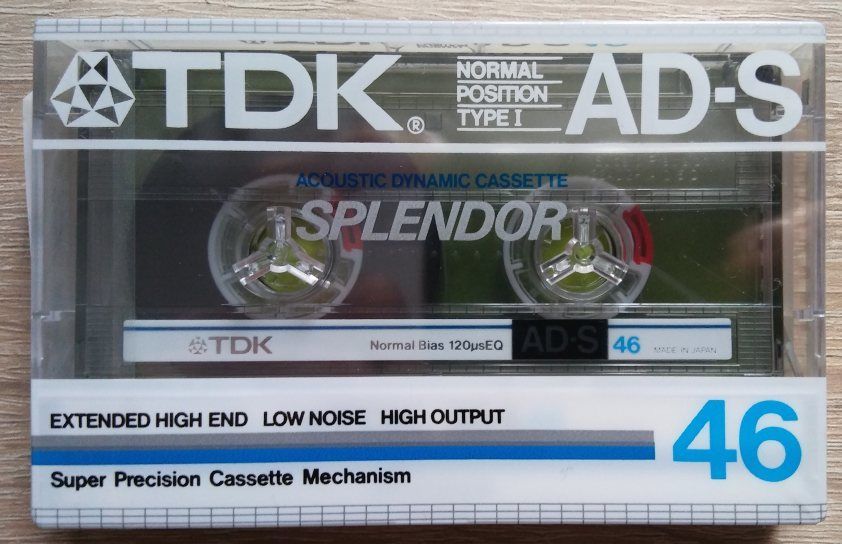 TDK®
NORMAL
POSITION
TYPE I
AD-S
ACOUSTIC DYNAMIC CASSETTE
SPLENDOR
TDK
Normal Bias 120µsEQ
AD-S
46
MADE IN JAPAN
EXTENDED HIGH END LOW NOISE HIGH OUTPUT
46
Super Precision Cassette Mechanism